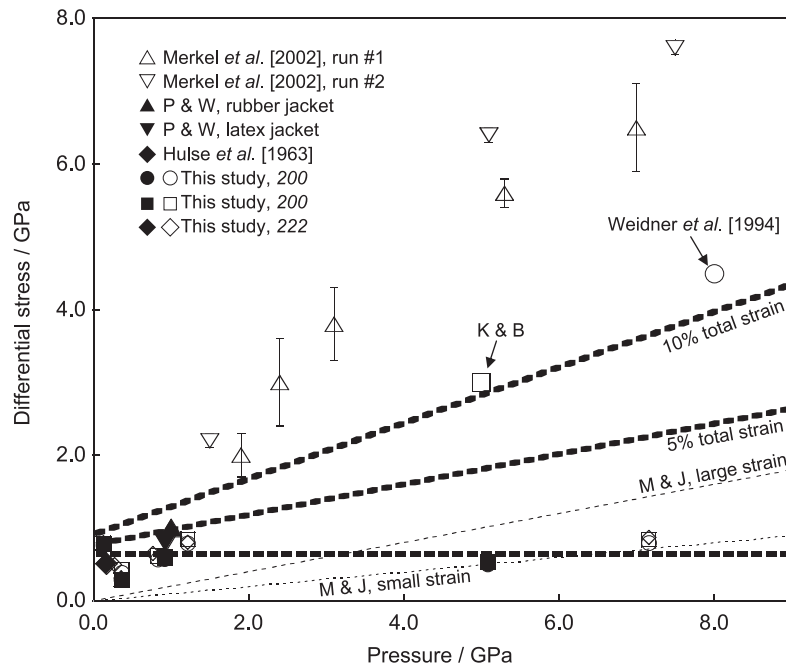 8.0
6.0
4.0
2.0
0.0
Differential stress / GPa
Merkel et al. [2002], run #1
Merkel et al. [2002], run #2
P & W, rubber jacket
P & W, latex jacket
Hulse et al. [1963]
This study, 200
This study, 200
This study, 222
Weidner et al. [1994]
K & B
10% total strain
5% total strain
M & J, large strain
M & J, small strain
0.0 2.0 4.0 6.0 8.0
Pressure / GPa